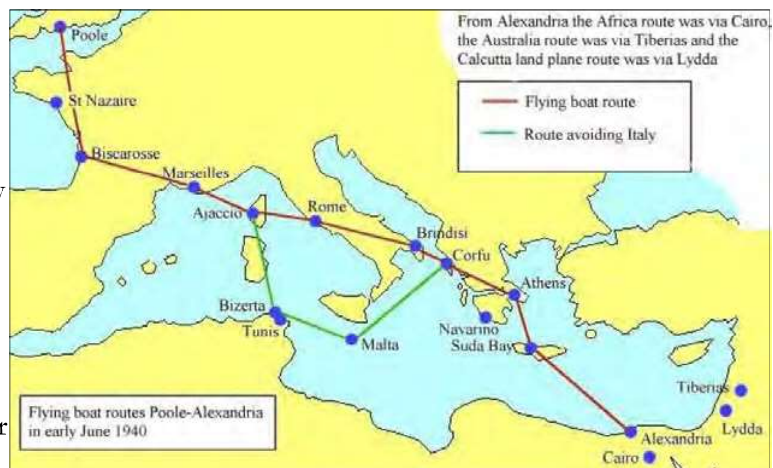 Poole
From Alexandria the Africa route was via Cairo,
the Australia route was via Tiberias and the
Calcutta land plane route was via Lydda
Flying boat route
Route avoiding Italy
St Nazaire
Biscarosse
Marseilles
Ajaccio
Rome
Brindisi
Corfu
Athens
Bizerta
Tunis
Malta
Navarino
Suda Bay
Tiberias
Lydda
Alexandria
Cairo
Flying boat routes Poole-Alexandria
in early June 1940
y
r